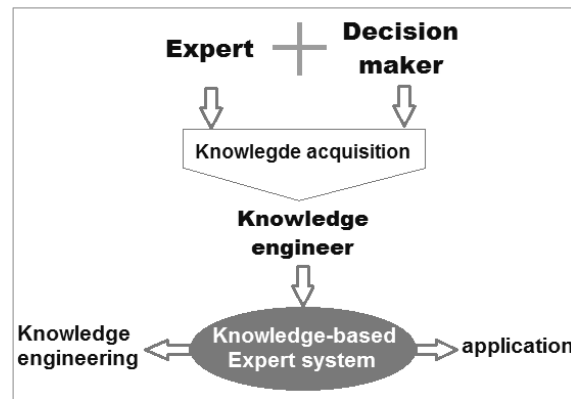 Expert
Decision
maker
Knowlegde acquisition
Knowledge
engineer
Knowledge-based
Expert system
Knowledge
engineering
application